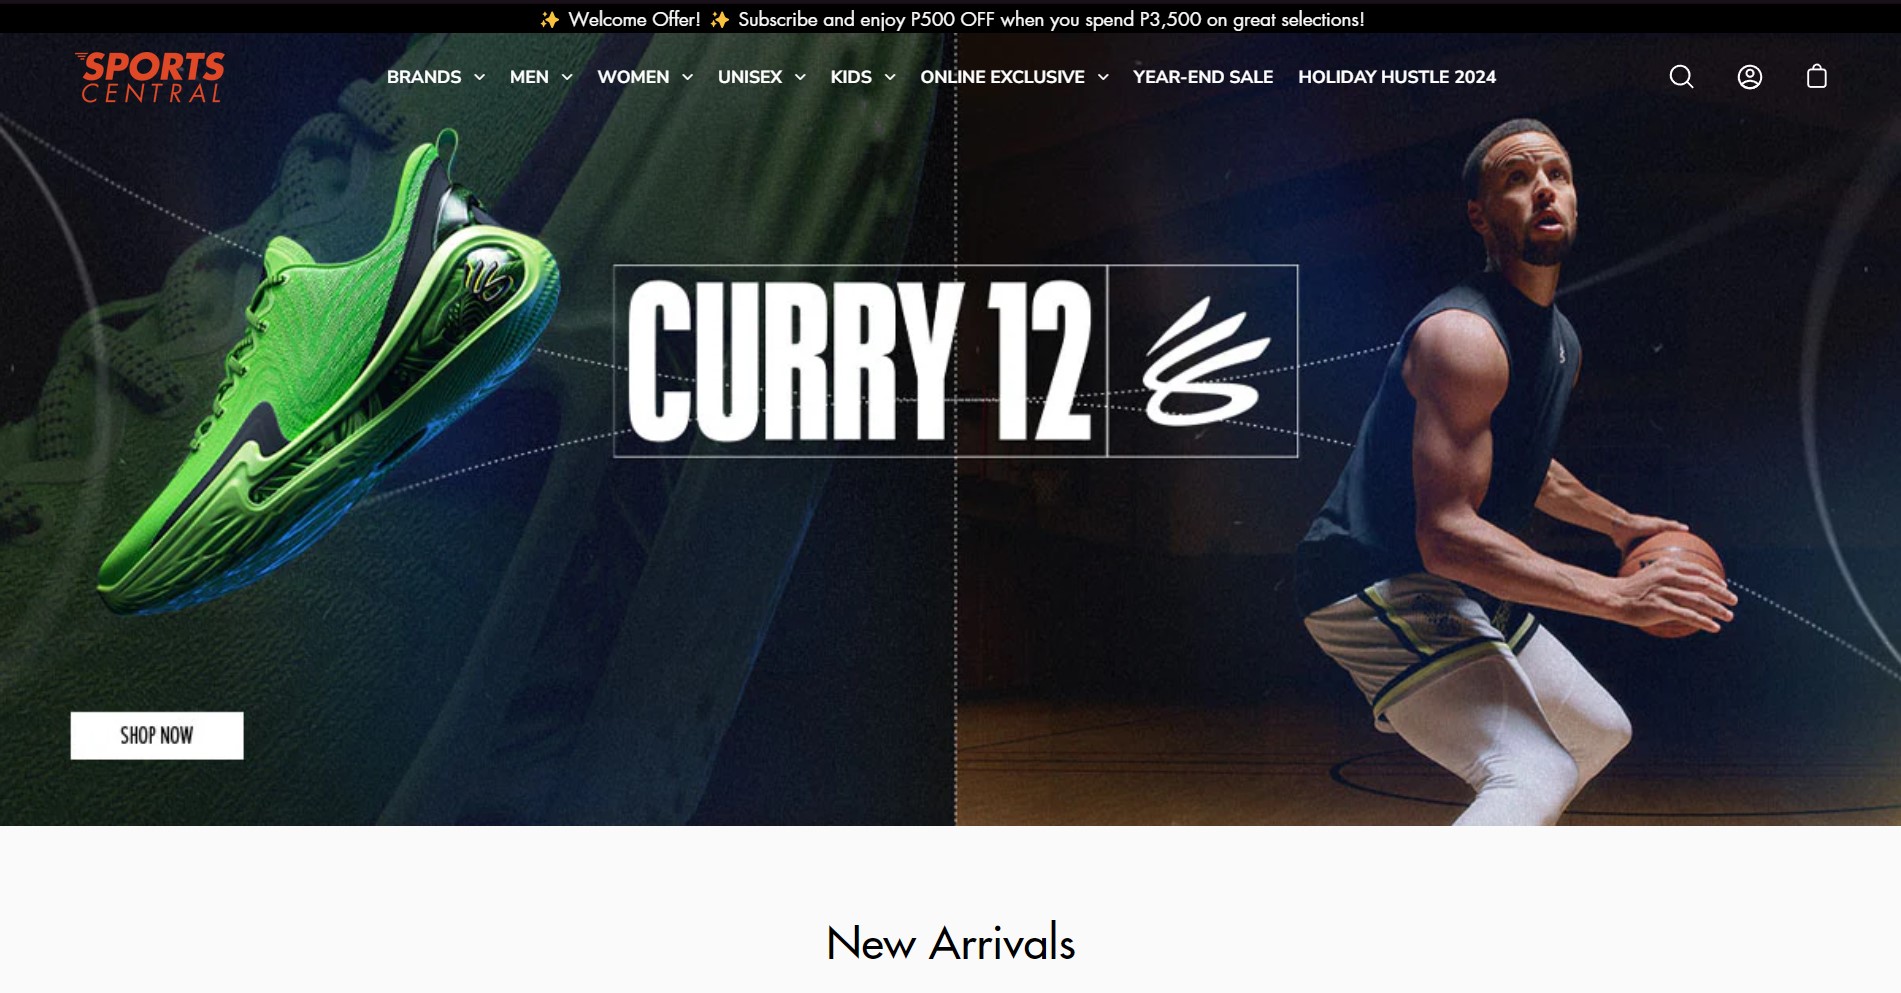 ✨ Welcome Offer! ✨ Subscribe and enjoy P500 OFF when you spend P3,500 on great selections!
SPORTS
CENTRAL
BRANDS MEN WOMEN UNISEX KIDS ONLINE EXCLUSIVE YEAR-END SALE HOLIDAY HUSTLE 2024
CURRY 12
SHOP NOW
New Arrivals